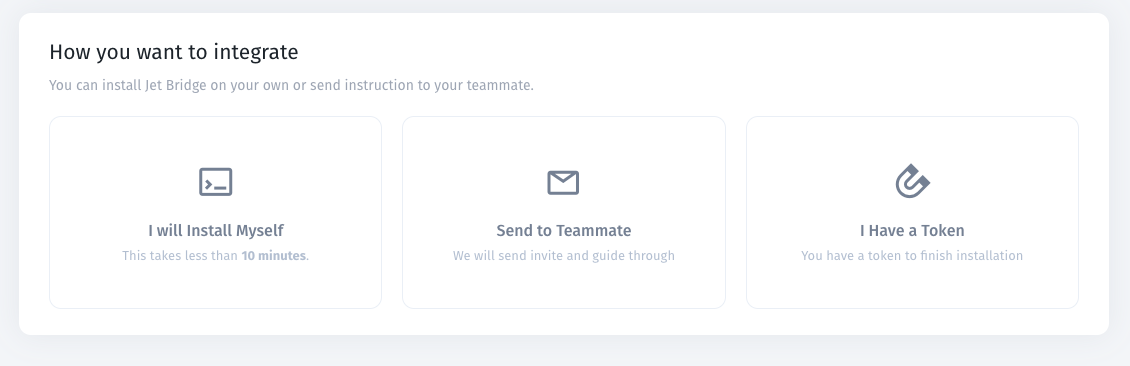 How you want to integrate
You can install Jet Bridge on your own or send instruction to your teammate.
I will Install Myself
This takes less than 10 minutes.
Send to Teammate
We will send invite and guide through
I Have a Token
You have a token to finish installation